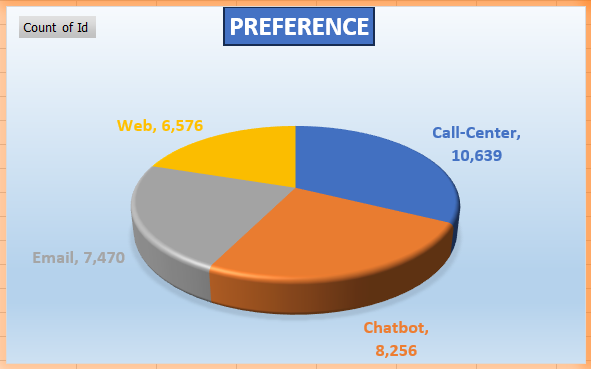 PREFERENCE
Count of Id
Web, 6,576
Call-Center,
10,639
Email, 7,470
Chatbot,
8,256